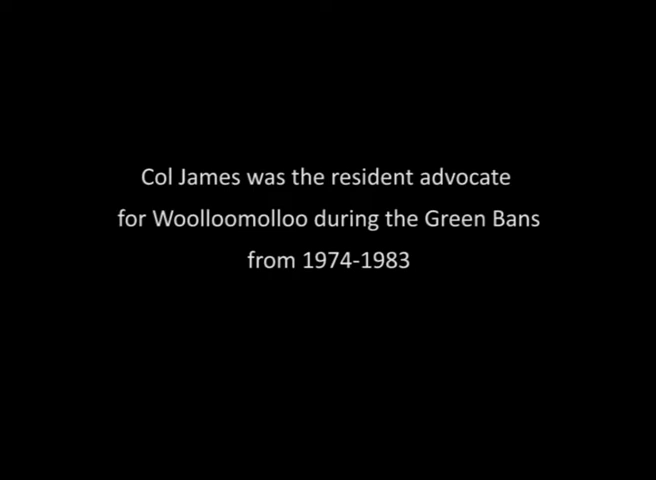 Col James was the resident advocate
for Woolloomolloo during the Green Bans
from 1974-1983